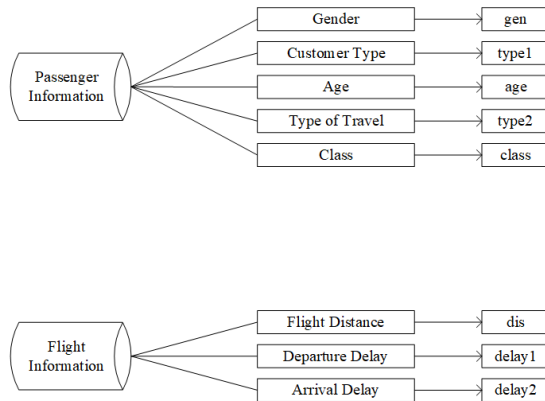 Passenger
Information
Gender
gen
Customer Type
type1
Age
age
Type of Travel
type2
Class
class
Flight
Information
Flight Distance
dis
Departure Delay
delay1
Arrival Delay
delay2